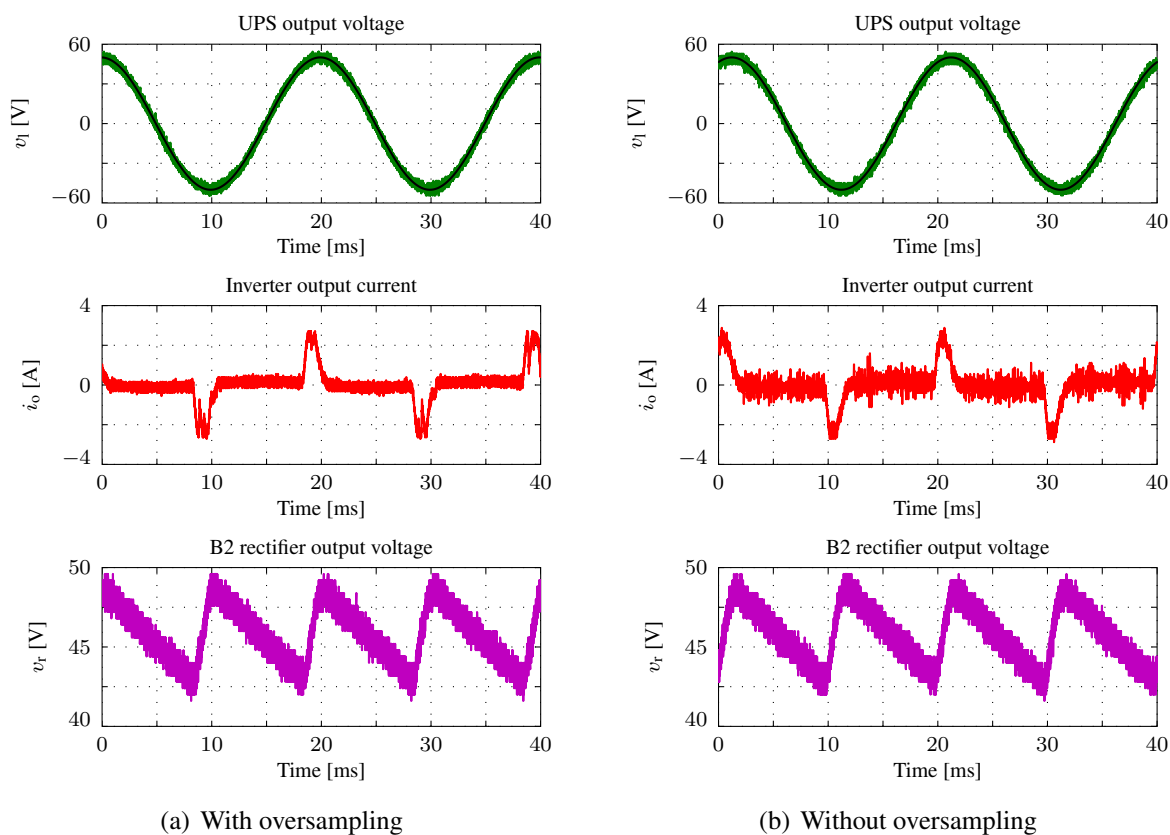 UPS output voltage
60
0
−60
v_l [V]
0 10 20 30 40
Time [ms]
Inverter output current
4
0
−4
i_o [A]
0 10 20 30 40
Time [ms]
B2 rectifier output voltage
50
45
40
v_r [V]
0 10 20 30 40
Time [ms]
(a) With oversampling
UPS output voltage
60
0
−60
v_l [V]
0 10 20 30 40
Time [ms]
Inverter output current
4
0
−4
i_o [A]
0 10 20 30 40
Time [ms]
B2 rectifier output voltage
50
45
40
v_r [V]
0 10 20 30 40
Time [ms]
(b) Without oversampling